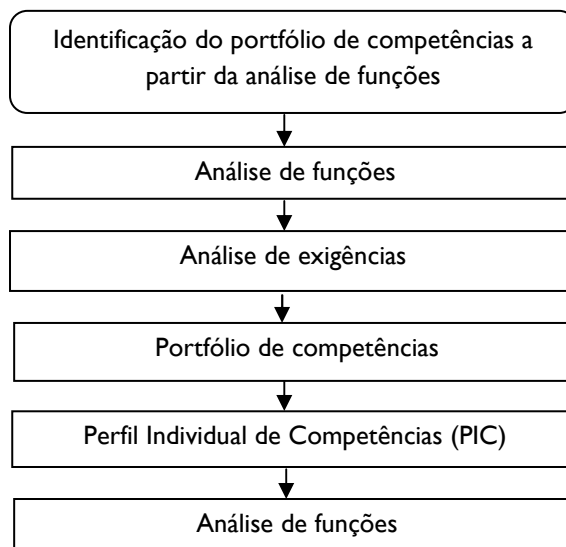 Identificação do portfólio de competências a
partir da análise de funções
Análise de funções
Análise de exigências
Portfólio de competências
Perfil Individual de Competências (PIC)
Análise de funções